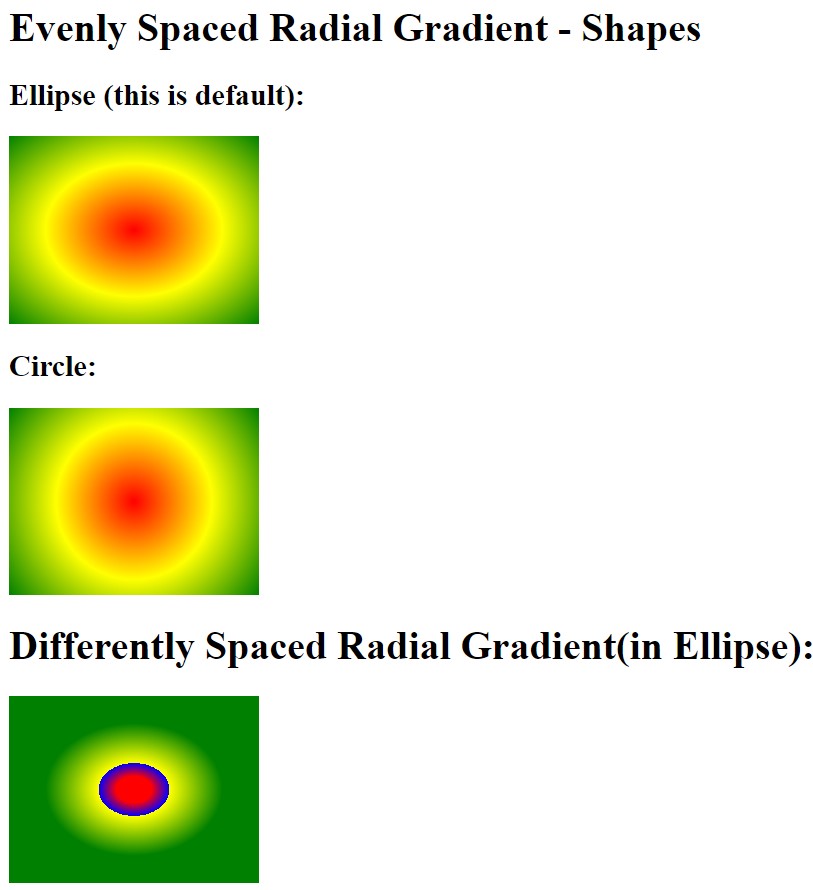 Evenly Spaced Radial Gradient - Shapes
Ellipse (this is default):
Circle:
Differently Spaced Radial Gradient(in Ellipse):